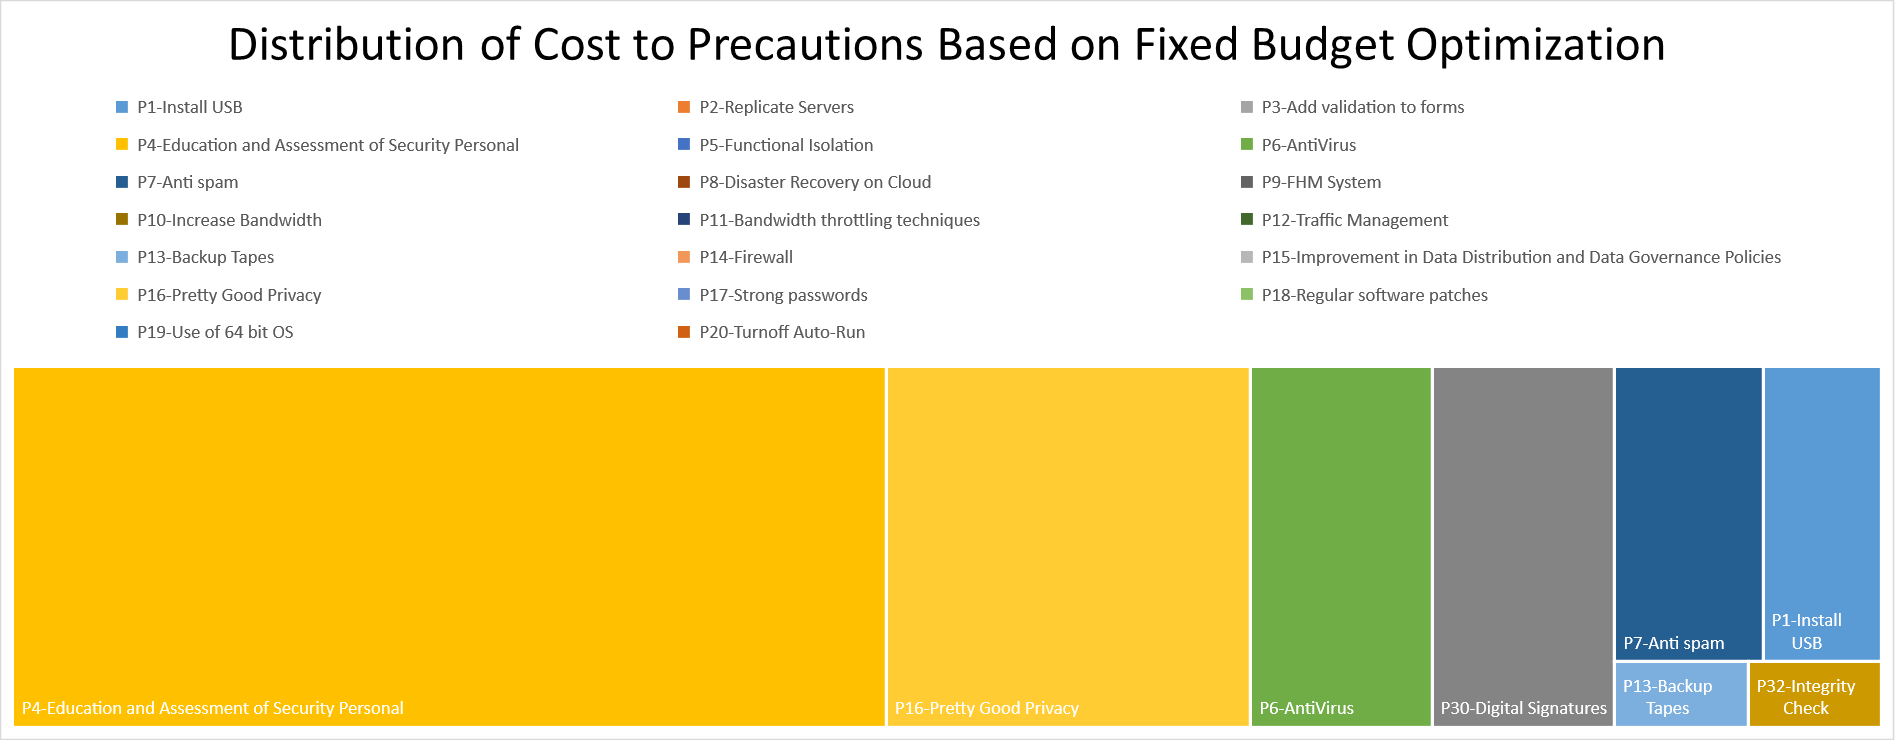 Distribution of Cost to Precautions Based on Fixed Budget Optimization
P1-Install USB
P2-Replicate Servers
P3-Add validation to forms
P4-Education and Assessment of Security Personal
P5-Functional Isolation
P6-AntiVirus
P7-Anti spam
P8-Disaster Recovery on Cloud
P9-FHM System
P10-Increase Bandwidth
P11-Bandwidth throttling techniques
P12-Traffic Management
P13-Backup Tapes
P14-Firewall
P15-Improvement in Data Distribution and Data Governance Policies
P16-Pretty Good Privacy
P17-Strong passwords
P18-Regular software patches
P19-Use of 64 bit OS
P20-Turnoff Auto-Run
P4-Education and Assessment of Security Personal
P16-Pretty Good Privacy
P6-AntiVirus
P30-Digital Signatures
P7-Anti spam
P1-Install
USB
P13-Backup
Tapes
P32-Integrity
Check